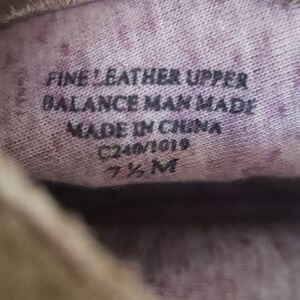 FINE LEATHER UPPER
BALANCE MAN MADE
MADE IN CHINA
C240/1019
7 ½ M